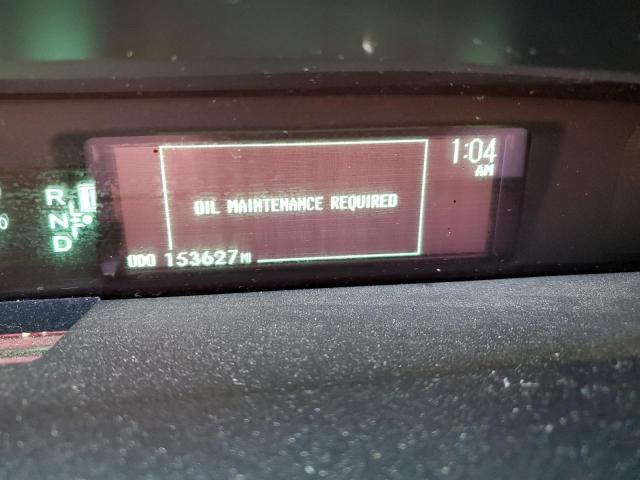 1:04
AM
R
N
D
OIL MAINTENANCE REQUIRED
ODO 153627 MI